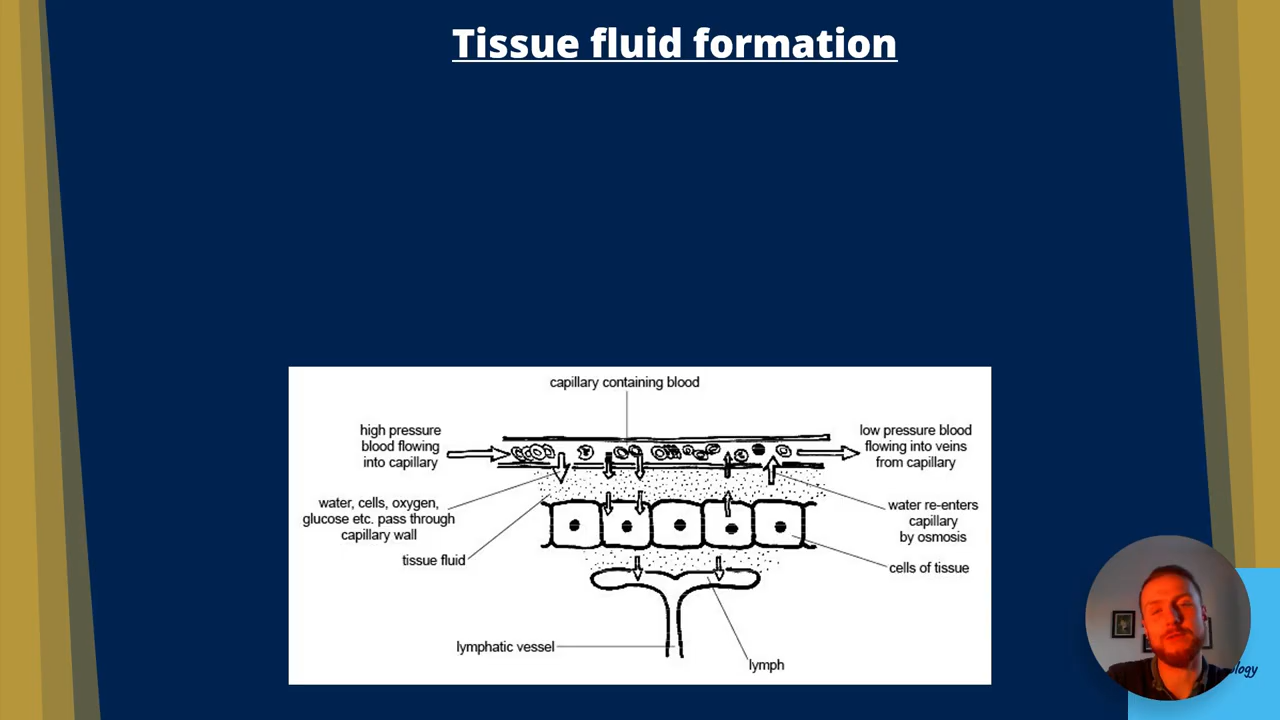 Tissue fluid formation
capillary containing blood
high pressure
blood flowing
into capillary
low pressure blood
flowing into veins
from capillary
water, cells, oxygen,
glucose etc. pass through
capillary wall
water re-enters
capillary
by osmosis
tissue fluid
cells of tissue
lymphatic vessel
lymph